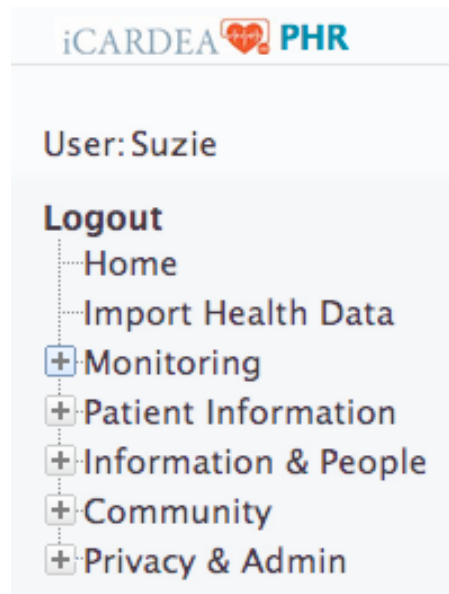 iCARDEA PHR
User: Suzie
Logout
Home
Import Health Data
Monitoring
Patient Information
Information & People
Community
Privacy & Admin